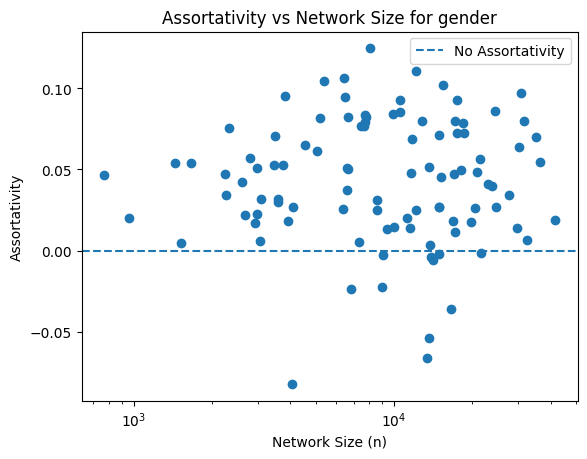 Assortativity vs Network Size for gender
No Assortativity
0.10
0.05
0.00
−0.05
Assortativity
10³
10⁴
Network Size (n)